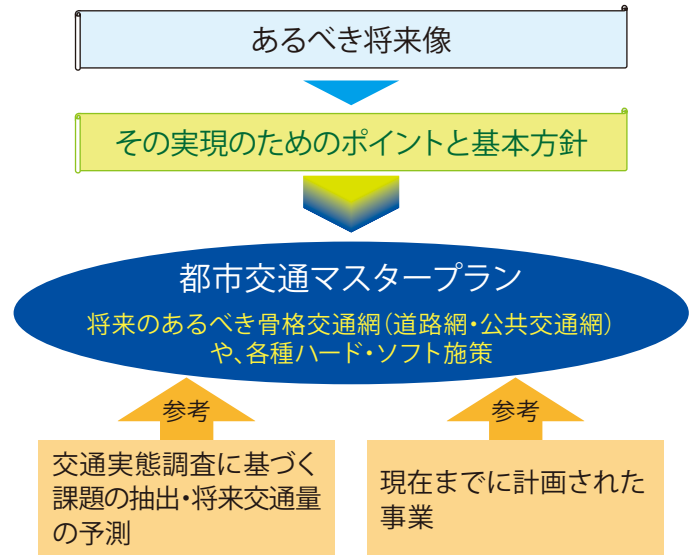 あるべき将来像
その実現のためのポイントと基本方針
都市交通マスタープラン
将来のあるべき骨格交通網(道路網・公共交通網)
や、各種ハード・ソフト施策
参考
参考
交通実態調査に基づく
課題の抽出・将来交通量
の予測
現在までに計画された
事業